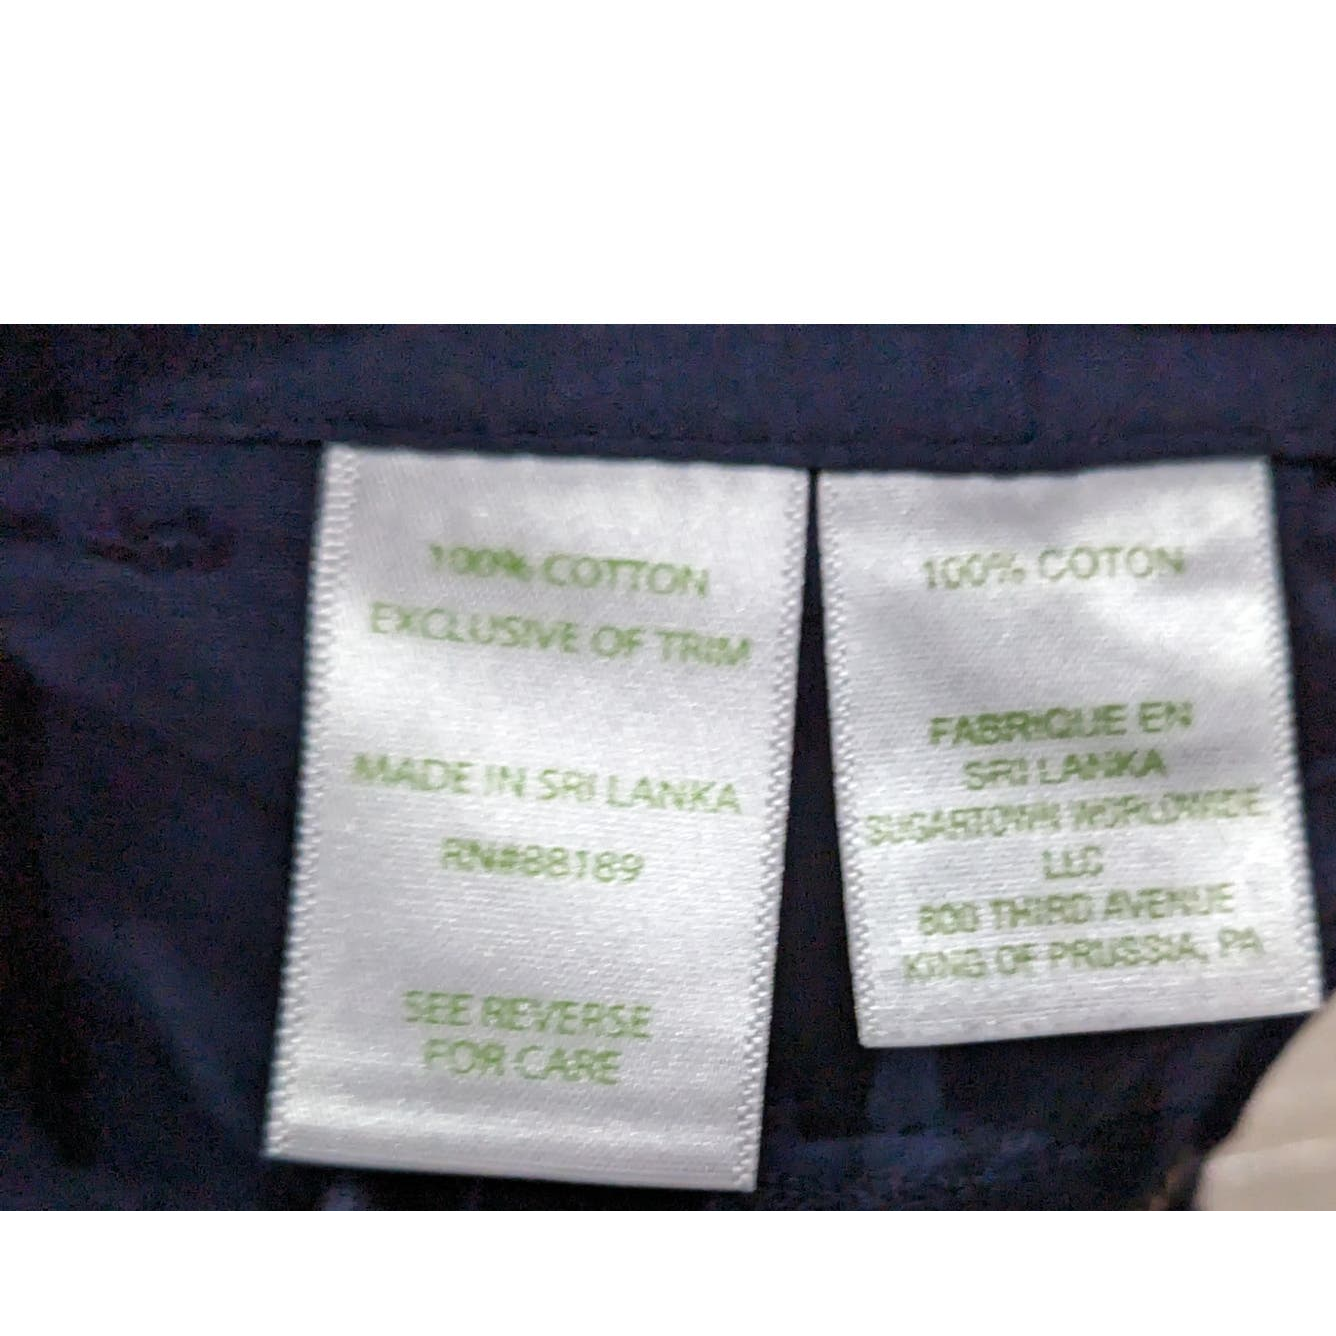 100% COTTON
EXCLUSIVE OF TRIM
MADE IN SRI LANKA
RN#88189
SEE REVERSE
FOR CARE
100% COTON
FABRIQUE EN
SRI LANKA
SUGARTOWN WORLDWIDE
LLC
800 THIRD AVENUE
KING OF PRUSSIA, PA